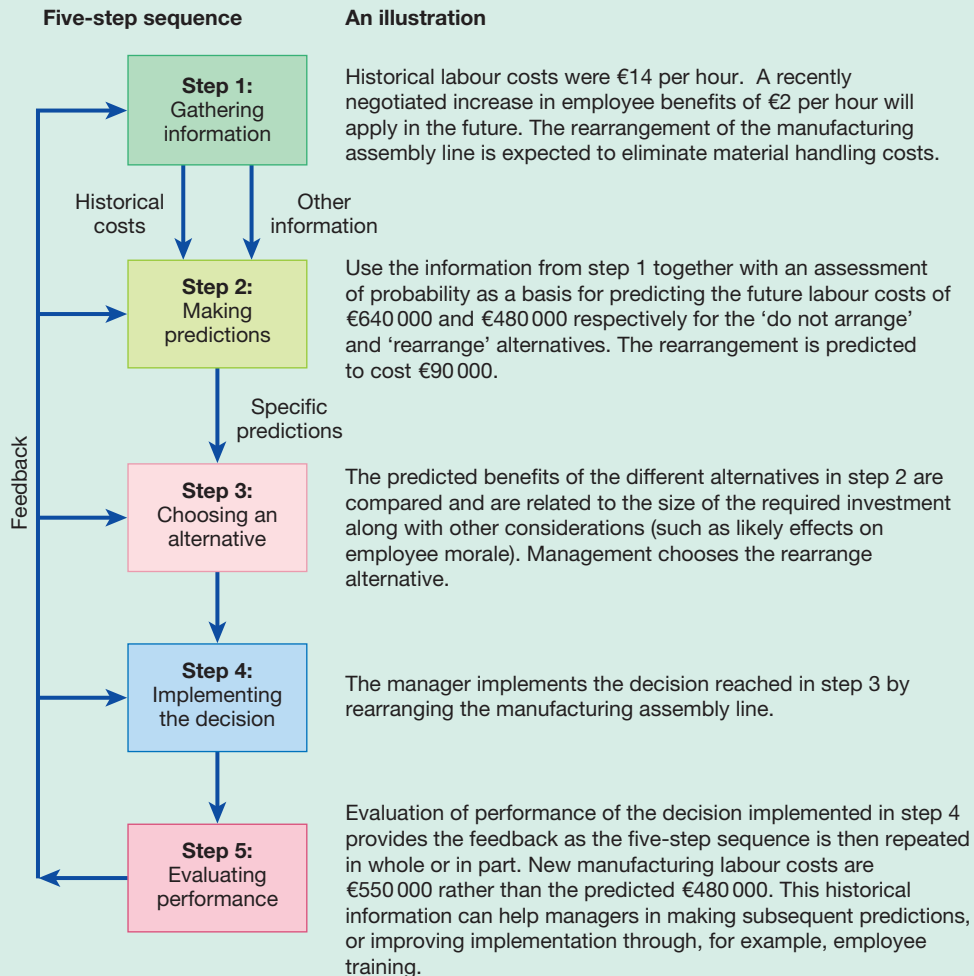 Five-step sequence
An illustration
Step 1:
Gathering
information
Historical labour costs were €14 per hour. A recently
negotiated increase in employee benefits of €2 per hour will
apply in the future. The rearrangement of the manufacturing
assembly line is expected to eliminate material handling costs.
Historical
costs
Other
information
Step 2:
Making
predictions
Use the information from step 1 together with an assessment
of probability as a basis for predicting the future labour costs of
€640 000 and €480 000 respectively for the ‘do not arrange’
and ‘rearrange’ alternatives. The rearrangement is predicted
to cost €90 000.
Specific
predictions
Feedback
Step 3:
Choosing an
alternative
The predicted benefits of the different alternatives in step 2 are
compared and are related to the size of the required investment
along with other considerations (such as likely effects on
employee morale). Management chooses the rearrange
alternative.
Step 4:
Implementing
the decision
The manager implements the decision reached in step 3 by
rearranging the manufacturing assembly line.
Step 5:
Evaluating
performance
Evaluation of performance of the decision implemented in step 4
provides the feedback as the five-step sequence is then repeated
in whole or in part. New manufacturing labour costs are
€550 000 rather than the predicted €480 000. This historical
information can help managers in making subsequent predictions,
or improving implementation through, for example, employee
training.